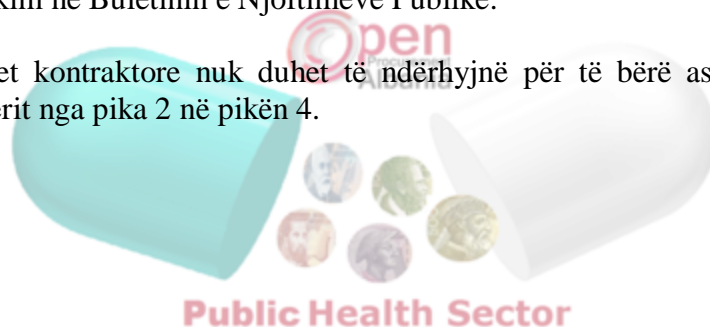 në Buletinin e Njoftimeve Publike.
Open
Procurement
Albania
et kontraktore nuk duhet të ndërhyjnë për të bërë as
erit nga pika 2 në pikën 4.
Public Health Sector